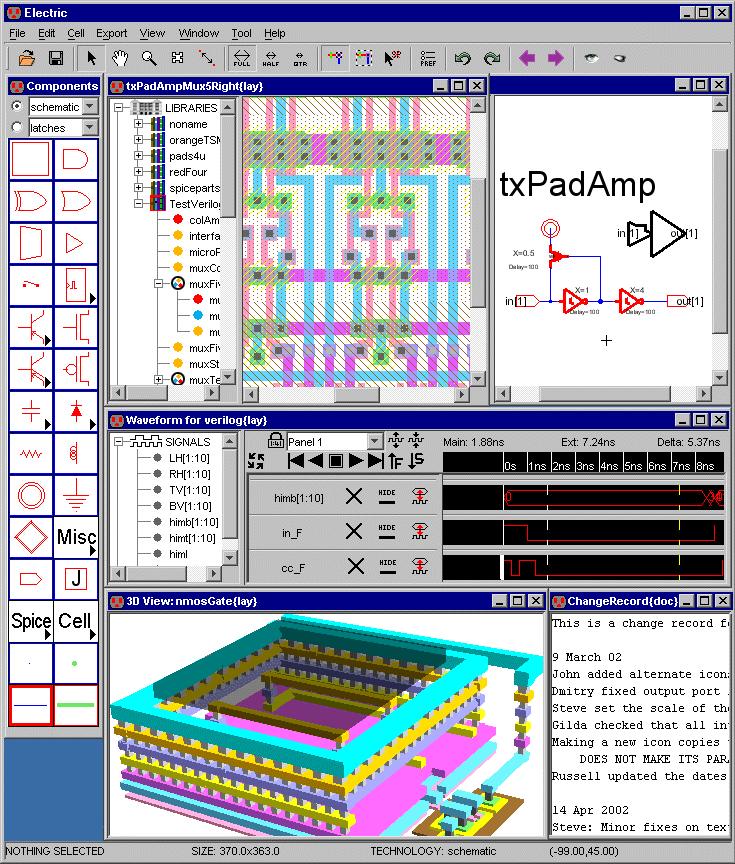 Electric
File Edit Cell Export View Window Tool Help
FULL HALF QTR PREF
Components
schematic
latches
Misc
J
Spice Cell
txPadAmpMux5Right{lay}
LIBRARIES
noname
orangeTSM
pads4u
redFour
spiceparts
TestVerilog
colAm
interfa
microP
muxCo
muxFiv
mu
mu
mu
muxFiv
muxSt
muxTe
txPadAmp
in[1] out[1]
X=0.5
Delay=100
X=1 X=4
in[1] out[1]
Delay=100 Delay=100
Waveform for verilog{lay}
SIGNALS
LH[1:10]
RH[1:10]
TV[1:10]
BV[1:10]
himb[1:10]
himt[1:10]
himl
Panel 1
Main: 1.88ns Ext: 7.24ns Delta: 5.37ns
0s 1ns 2ns 3ns 4ns 5ns 6ns 7ns 8ns
himb[1:10] HIDE
in_F HIDE
cc_F HIDE
3D View: nmosGate{lay}
ChangeRecord{doc}
This is a change record fo
9 March 02
John added alternate icon
Dmitry fixed output port
Steve set the scale of the
Gilda checked that all in
Making a new icon copies
DOES NOT MAKE ITS PAR
Russell updated the dates
14 Apr 2002
Steve: Minor fixes on tex
NOTHING SELECTED SIZE: 370.0x363.0 TECHNOLOGY: schematic (-99.00,45.00)